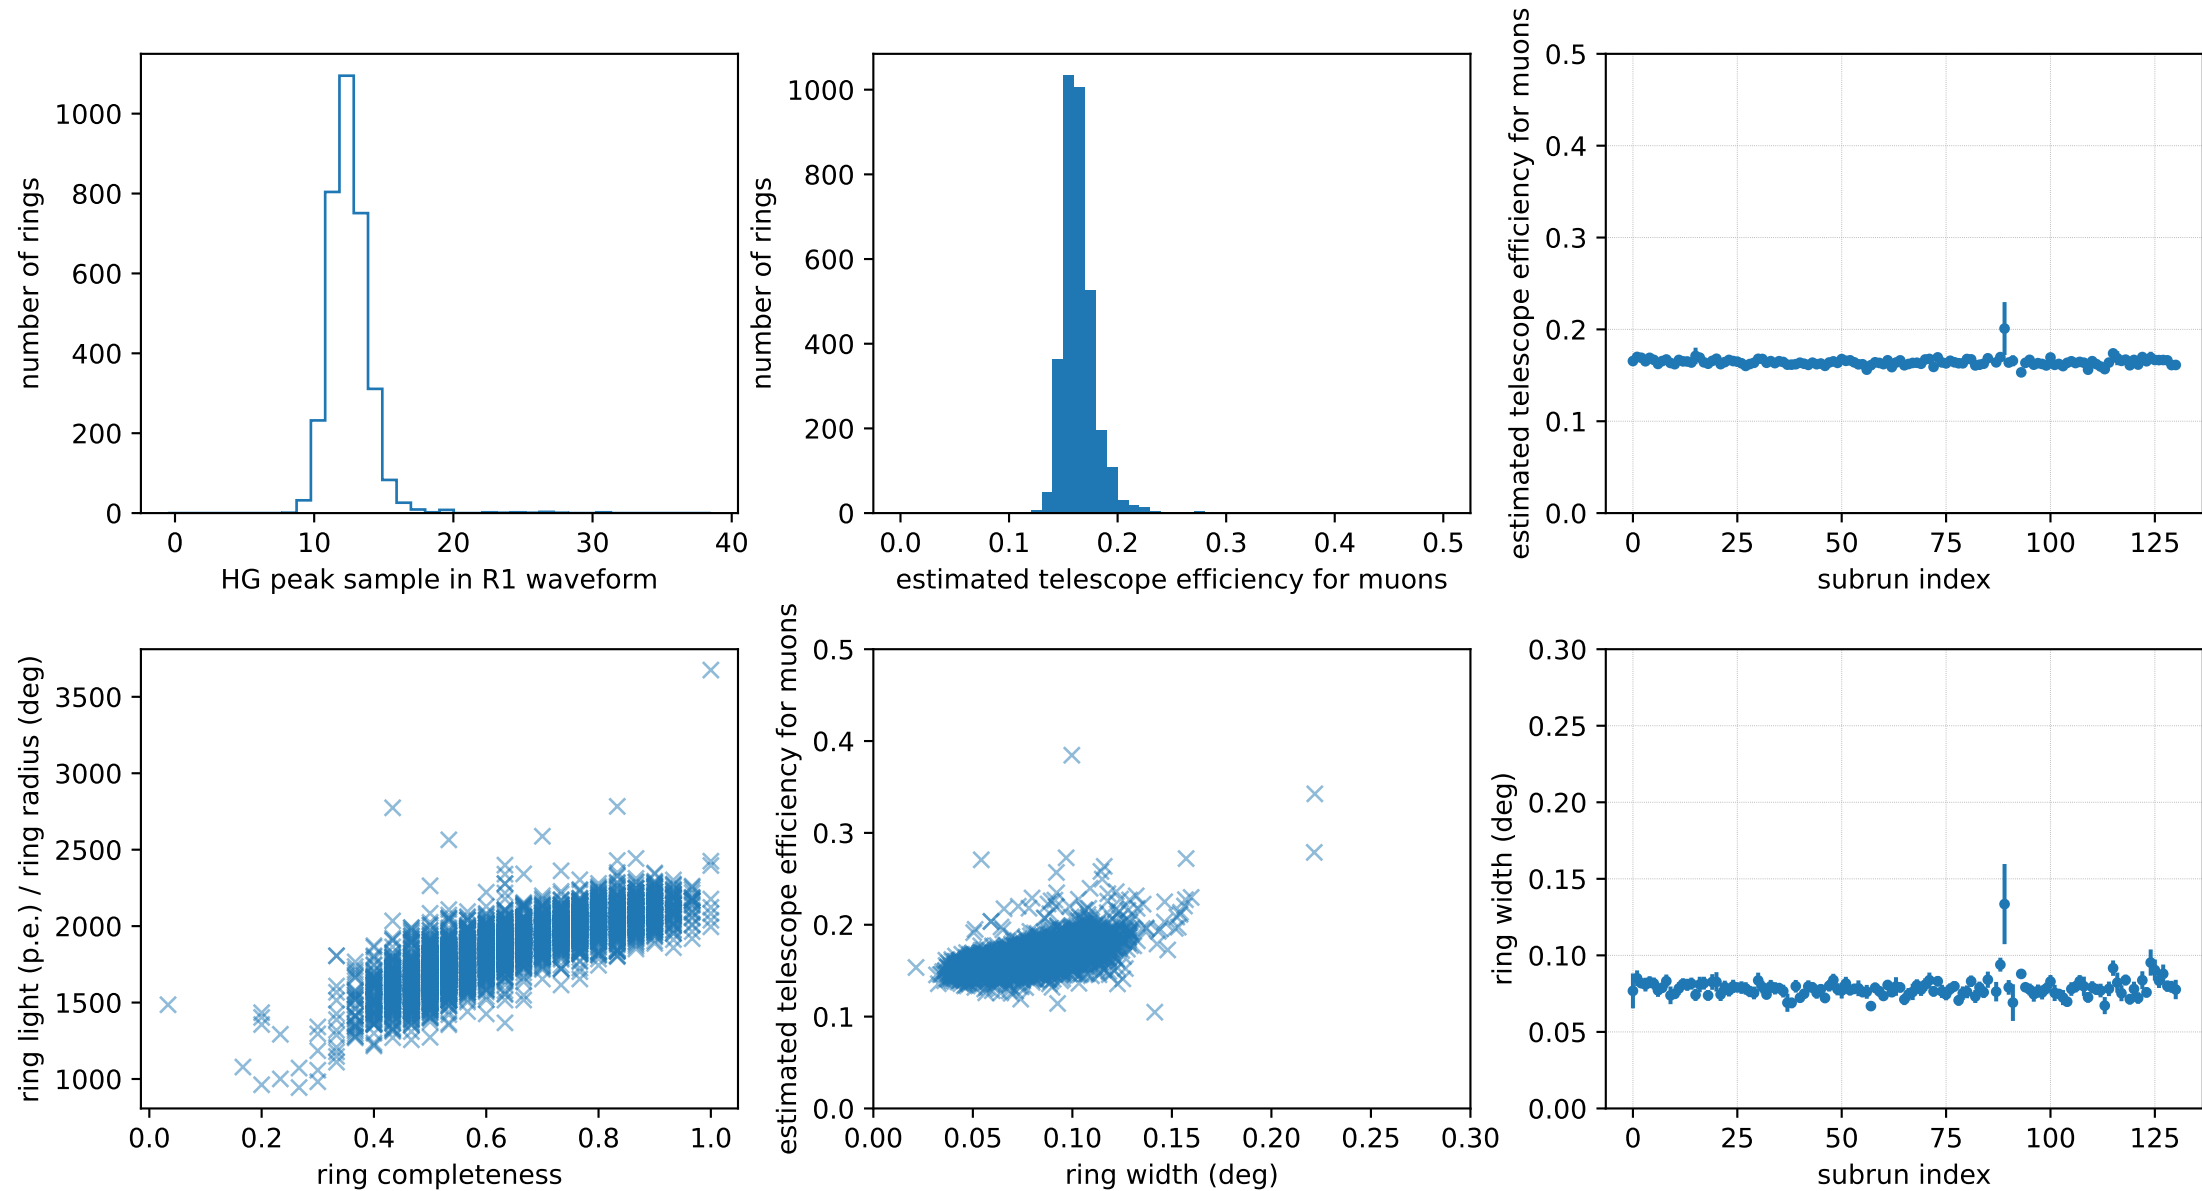 number of rings
1000
800
600
400
200
0
0 10 20 30 40
HG peak sample in R1 waveform
number of rings
1000
800
600
400
200
0
0.0 0.1 0.2 0.3 0.4 0.5
estimated telescope efficiency for muons
estimated telescope efficiency for muons
0.5
0.4
0.3
0.2
0.1
0.0
0 25 50 75 100 125
subrun index
ring light (p.e.) / ring radius (deg)
3500
3000
2500
2000
1500
1000
0.0 0.2 0.4 0.6 0.8 1.0
ring completeness
estimated telescope efficiency for muons
0.5
0.4
0.3
0.2
0.1
0.0
0.00 0.05 0.10 0.15 0.20 0.25 0.30
ring width (deg)
ring width (deg)
0.30
0.25
0.20
0.15
0.10
0.05
0.00
0 25 50 75 100 125
subrun index